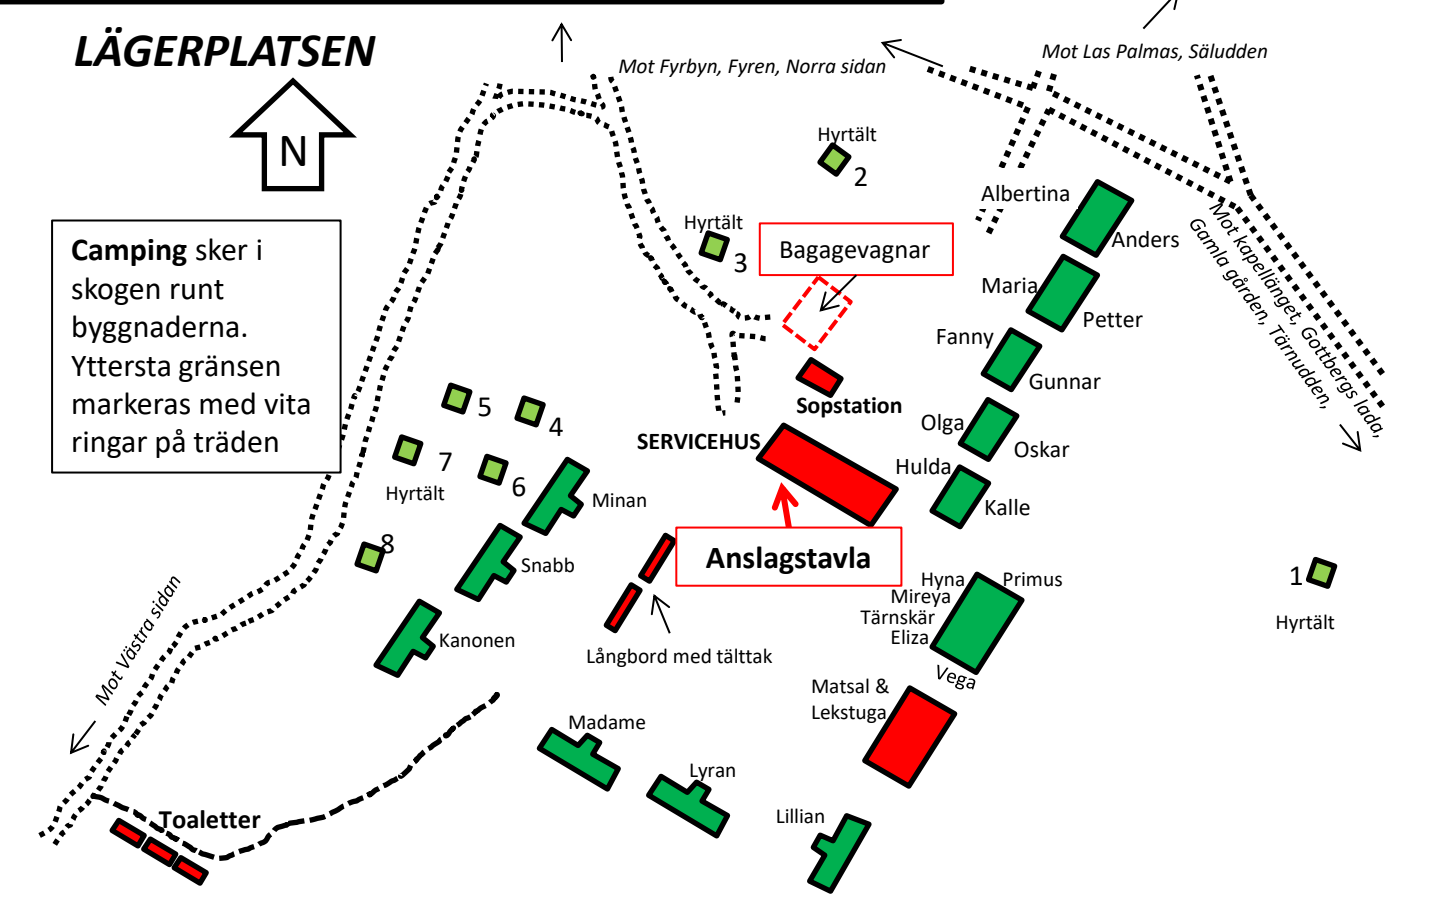 LÄGERPLATSEN
N
Mot Fyrbyn, Fyren, Norra sidan
Mot Las Palmas, Säludden
Camping sker i
skogen runt
byggnaderna.
Yttersta gränsen
markeras med vita
ringar på träden
Hyrtält
2
Hyrtält
3
Bagagevagnar
Albertina
Anders
Maria
Petter
Fanny
Gunnar
Olga
Oskar
Hulda
Kalle
Mot kapellänget, Gottbergs lada,
Gamla gården, Tärnudden,
Sopstation
SERVICEHUS
Anslagstavla
5
4
7
6
Hyrtält
8
Minan
Snabb
Kanonen
Långbord med tälttak
Hyna
Primus
Mireya
Tärnskär
Eliza
Vega
1
Hyrtält
Matsal &
Lekstuga
Mot Västra sidan
Madame
Lyran
Lillian
Toaletter